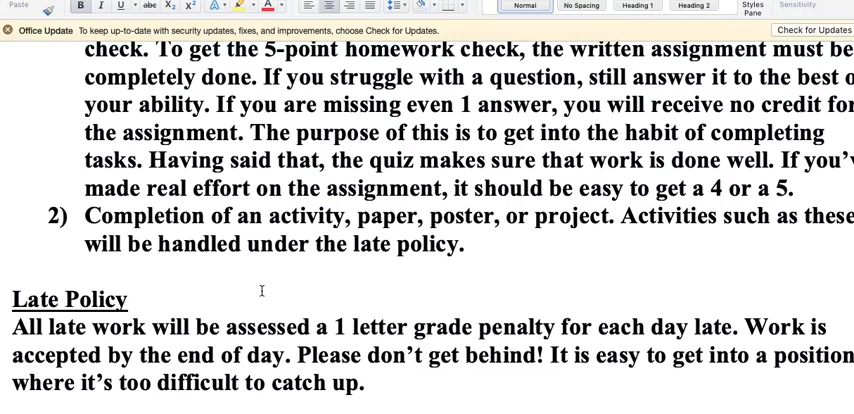 Paste B I U abc X₂ X² A A Normal No Spacing Heading 1 Heading 2 Styles Pane Sensitivity
Office Update To keep up-to-date with security updates, fixes, and improvements, choose Check for Updates. Check for Updates
check. To get the 5-point homework check, the written assignment must be
completely done. If you struggle with a question, still answer it to the best o
your ability. If you are missing even 1 answer, you will receive no credit for
the assignment. The purpose of this is to get into the habit of completing
tasks. Having said that, the quiz makes sure that work is done well. If you'v
made real effort on the assignment, it should be easy to get a 4 or a 5.
2) Completion of an activity, paper, poster, or project. Activities such as these
will be handled under the late policy.
Late Policy
All late work will be assessed a 1 letter grade penalty for each day late. Work is
accepted by the end of day. Please don't get behind! It is easy to get into a position
where it's too difficult to catch up.